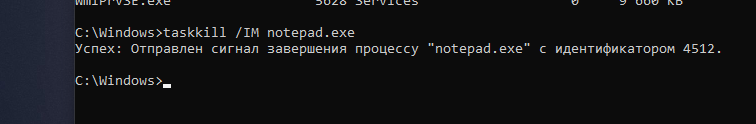 WmiPrvSE.exe 5628 Services 0 9 660 КБ
C:\Windows>taskkill /IM notepad.exe
Успех: Отправлен сигнал завершения процессу "notepad.exe" с идентификатором 4512.
C:\Windows>